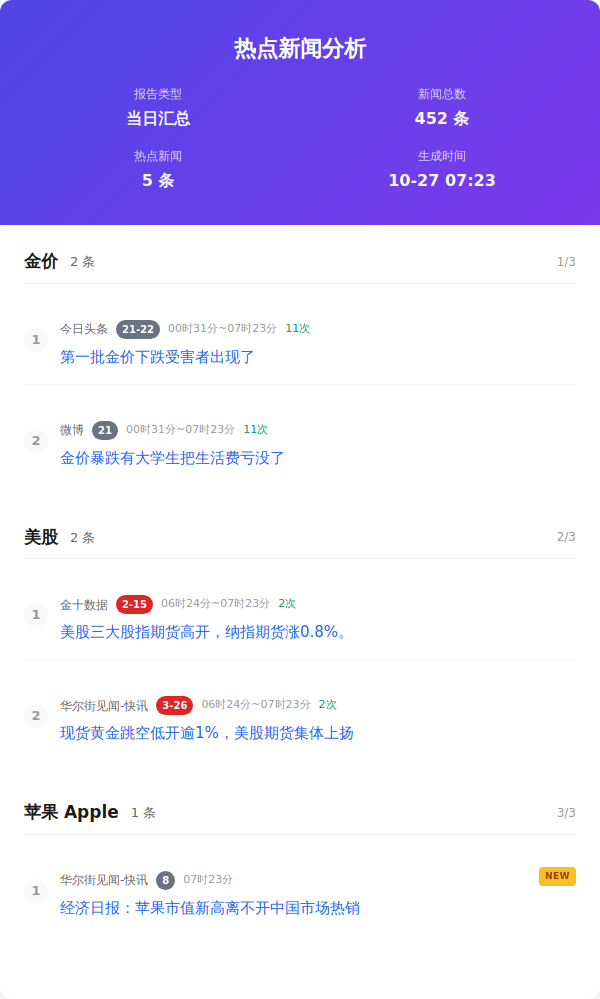 热点新闻分析
报告类型 新闻总数
当日汇总 452 条
热点新闻 生成时间
5 条 10-27 07:23
金价 2 条 1/3
1 今日头条 21-22 00时31分~07时23分 11次
第一批金价下跌受害者出现了
2 微博 21 00时31分~07时23分 11次
金价暴跌有大学生把生活费亏没了
美股 2 条 2/3
1 金十数据 2-15 06时24分~07时23分 2次
美股三大股指期货高开，纳指期货涨0.8%。
2 华尔街见闻-快讯 3-26 06时24分~07时23分 2次
现货黄金跳空低开逾1%，美股期货集体上扬
苹果 Apple 1 条 3/3
1 华尔街见闻-快讯 8 07时23分 NEW
经济日报：苹果市值新高离不开中国市场热销